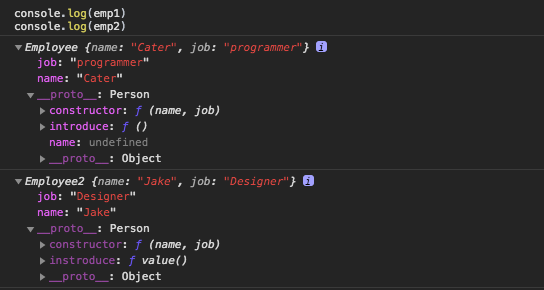 console.log(emp1)
console.log(emp2)
Employee {name: "Cater", job: "programmer"} i
job: "programmer"
name: "Cater"
__proto__: Person
constructor: ƒ (name, job)
introduce: ƒ ()
name: undefined
__proto__: Object
Employee2 {name: "Jake", job: "Designer"} i
job: "Designer"
name: "Jake"
__proto__: Person
constructor: ƒ (name, job)
instroduce: ƒ value()
__proto__: Object